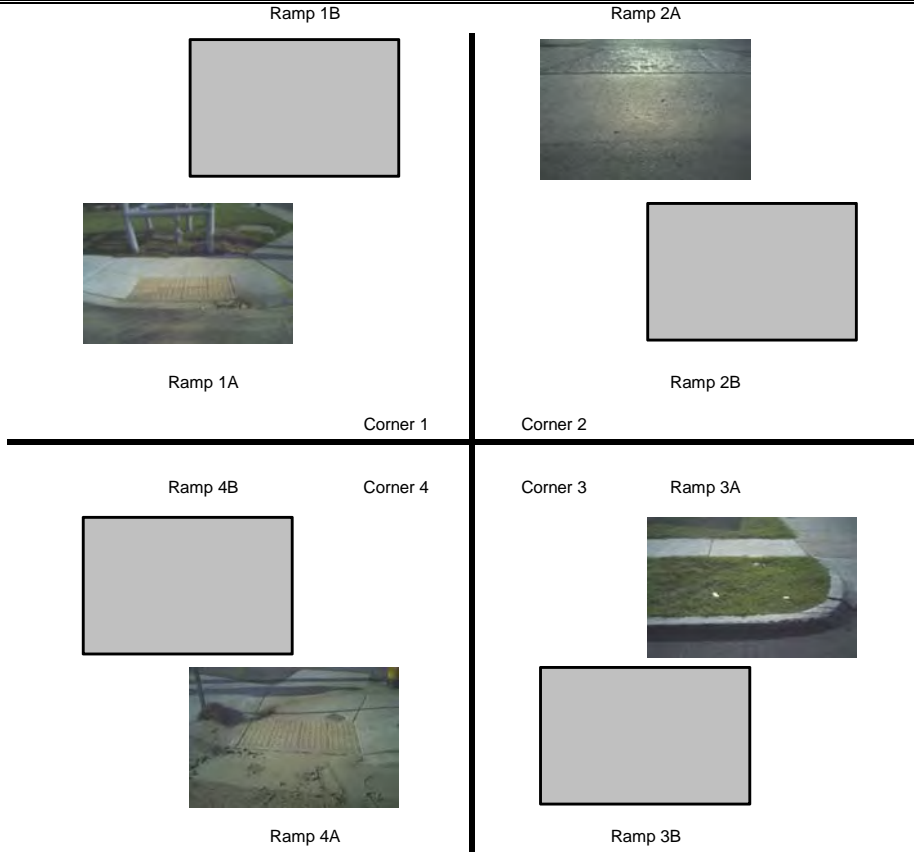 Ramp 1B
Ramp 2A
Ramp 1A
Ramp 2B
Corner 1
Corner 2
Ramp 4B
Corner 4
Corner 3
Ramp 3A
Ramp 4A
Ramp 3B